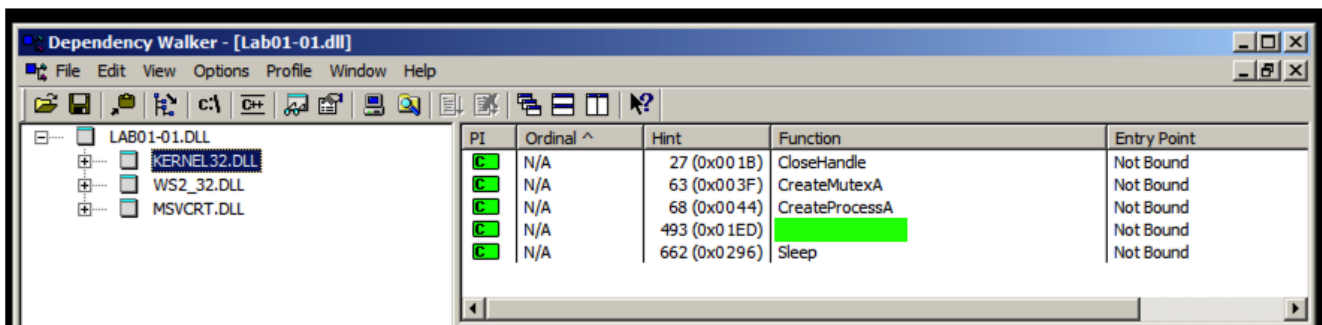 Dependency Walker - [Lab01-01.dll]
File Edit View Options Profile Window Help
c:\ C++
LAB01-01.DLL
KERNEL32.DLL
WS2_32.DLL
MSVCRT.DLL
PI Ordinal ^ Hint Function Entry Point
C N/A 27 (0x001B) CloseHandle Not Bound
C N/A 63 (0x003F) CreateMutexA Not Bound
C N/A 68 (0x0044) CreateProcessA Not Bound
C N/A 493 (0x01ED) Not Bound
C N/A 662 (0x0296) Sleep Not Bound